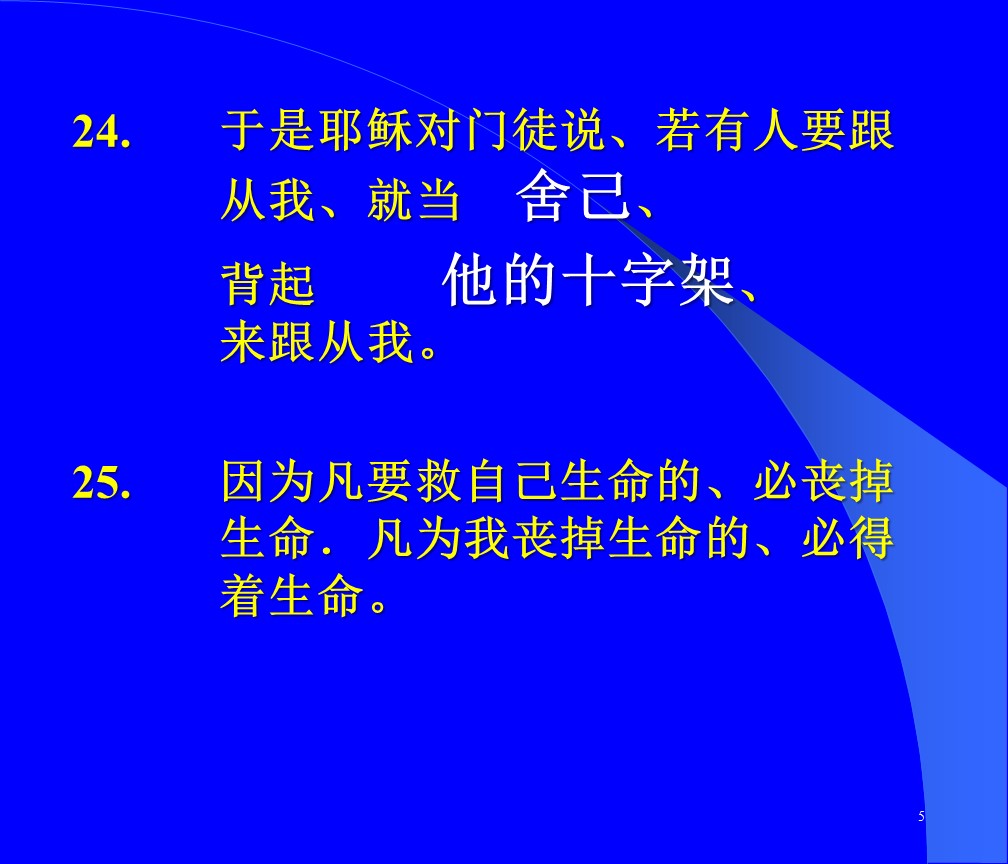 24. 于是耶稣对门徒说、若有人要跟
从我、就当 舍己、
背起 他的十字架、
来跟从我。
25. 因为凡要救自己生命的、必丧掉
生命．凡为我丧掉生命的、必得
着生命。
5